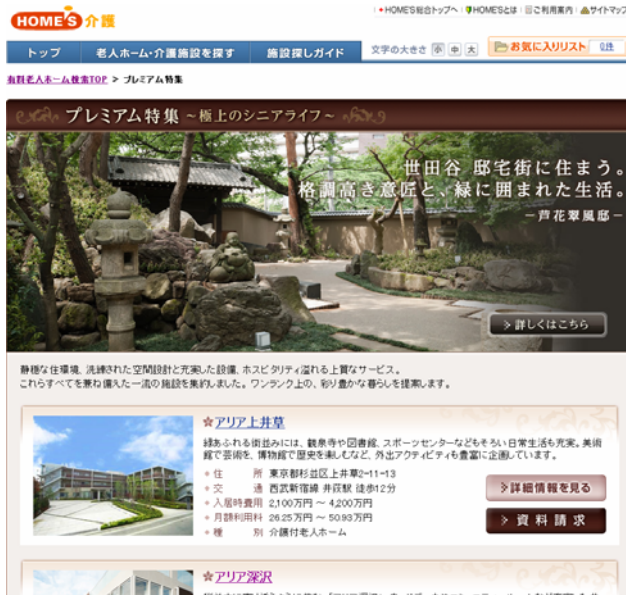 HOME'S介護
HOME'S総合トップへ HOME'Sとは ご利用案内 サイトマップ
トップ 老人ホーム・介護施設を探す 施設探しガイド 文字の大きさ 小 中 大 お気に入りリスト 0件
有料老人ホーム検索TOP > プレミアム特集
プレミアム特集 ~極上のシニアライフ~
世田谷 邸宅街に住まう。
格調高き意匠と、緑に囲まれた生活。
-芦花翠風邸-
詳しくはこちら
静穏な住環境、洗練された空間設計と充実した設備、ホスピタリティ溢れる上質なサービス。
これらすべてを兼ね備えた一流の施設を集約しました。ワンランク上の、彩り豊かな暮らしを提案します。
☆アリア上井草
緑あふれる街並みには、観泉寺や図書館、スポーツセンターなどもそろい日常生活も充実。美術
館で芸術を、博物館で歴史を楽しむなど、外出アクティビティも豊富に企画しています。
住 所 東京都杉並区上井草2-11-13
交 通 西武新宿線 井荻駅 徒歩12分
入居時費用 2,100万円 ~ 4,200万円
月額利用料 26.25万円 ~ 50.93万円
種 別 介護付老人ホーム
詳細情報を見る
資料請求
☆アリア深沢